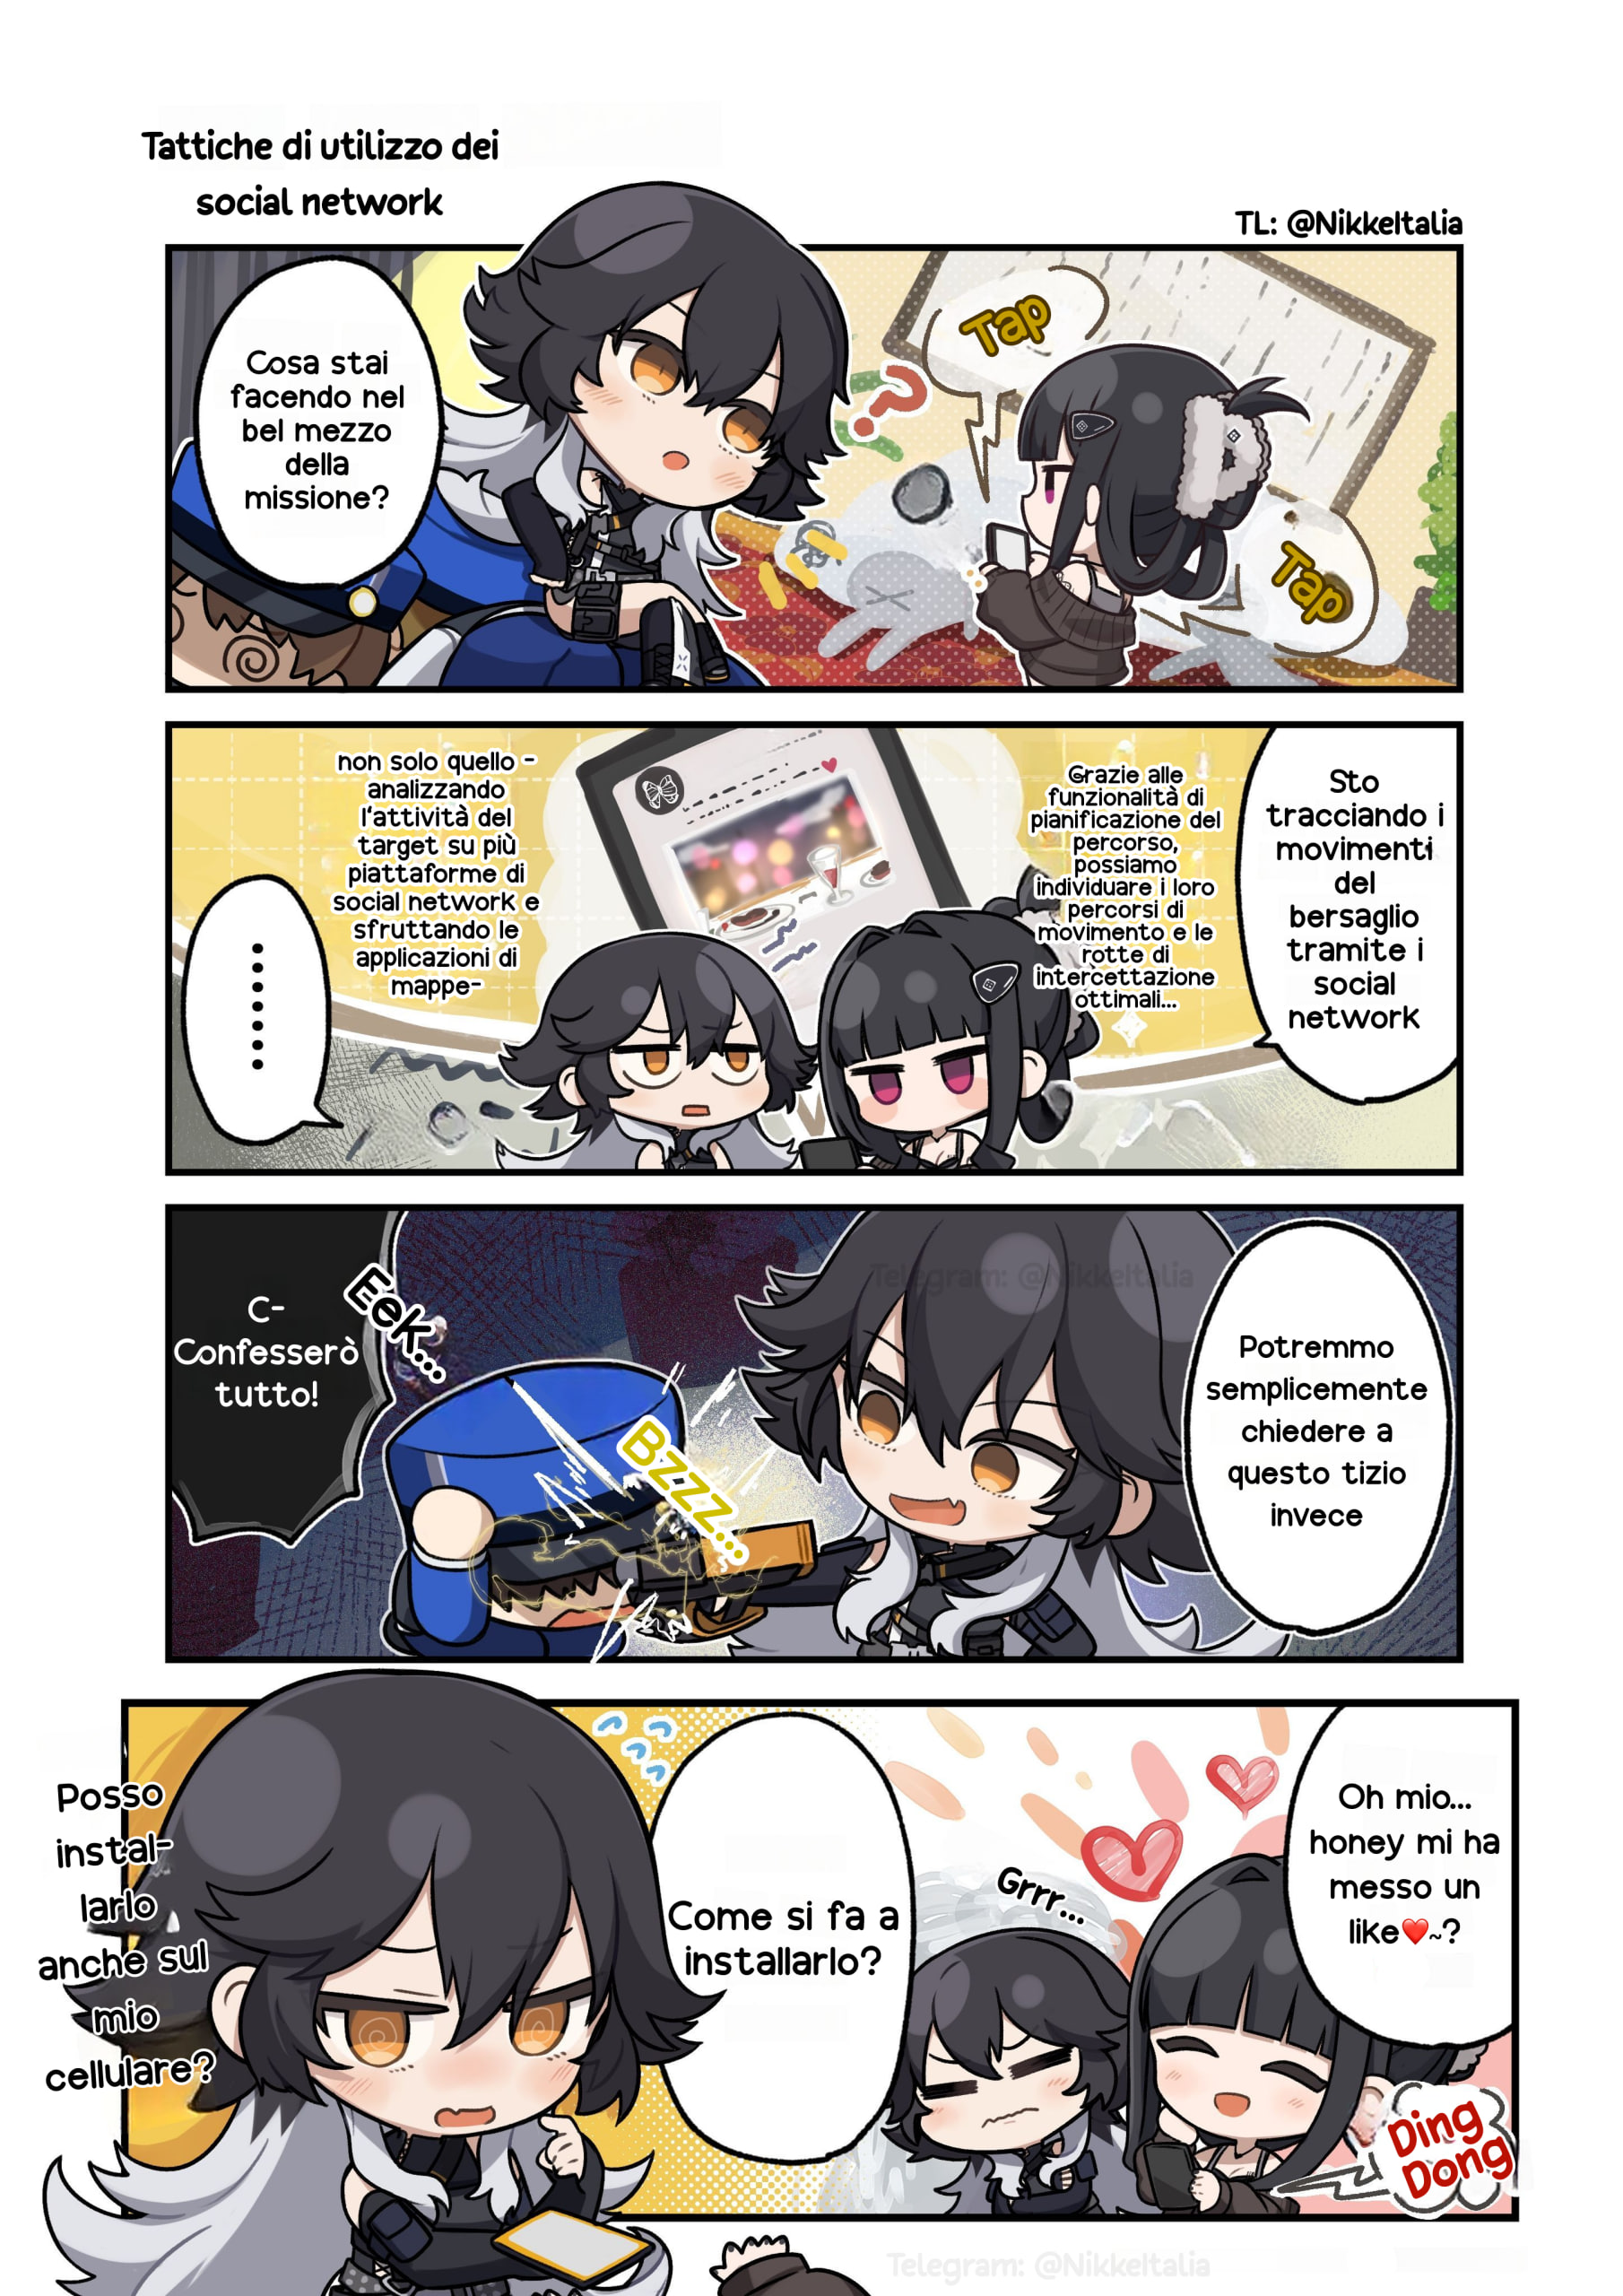 Tattiche di utilizzo dei
social network
TL: @NikkeItalia
Cosa stai
facendo nel
bel mezzo
della
missione?
?
Tap
Tap
Sto
tracciando i
movimenti
del
bersaglio
tramite i
social
network
Grazie alle
funzionalità di
pianificazione del
percorso,
possiamo
individuare i loro
percorsi di
movimento e le
rotte di
intercettazione
ottimali...
non solo quello -
analizzando
l'attività del
target su più
piattaforme di
social network e
sfruttando le
applicazioni di
mappe-
........
Telegram: @NikkeItalia
Potremmo
semplicemente
chiedere a
questo tizio
invece
Bzzz...
Eek...
C-
Confesserò
tutto!
Oh mio...
honey mi ha
messo un
like❤️~?
Ding
Dong
Grrr...
Come si fa a
installarlo?
Posso
instal-
larlo
anche sul
mio
cellulare?
Telegram: @NikkeItalia